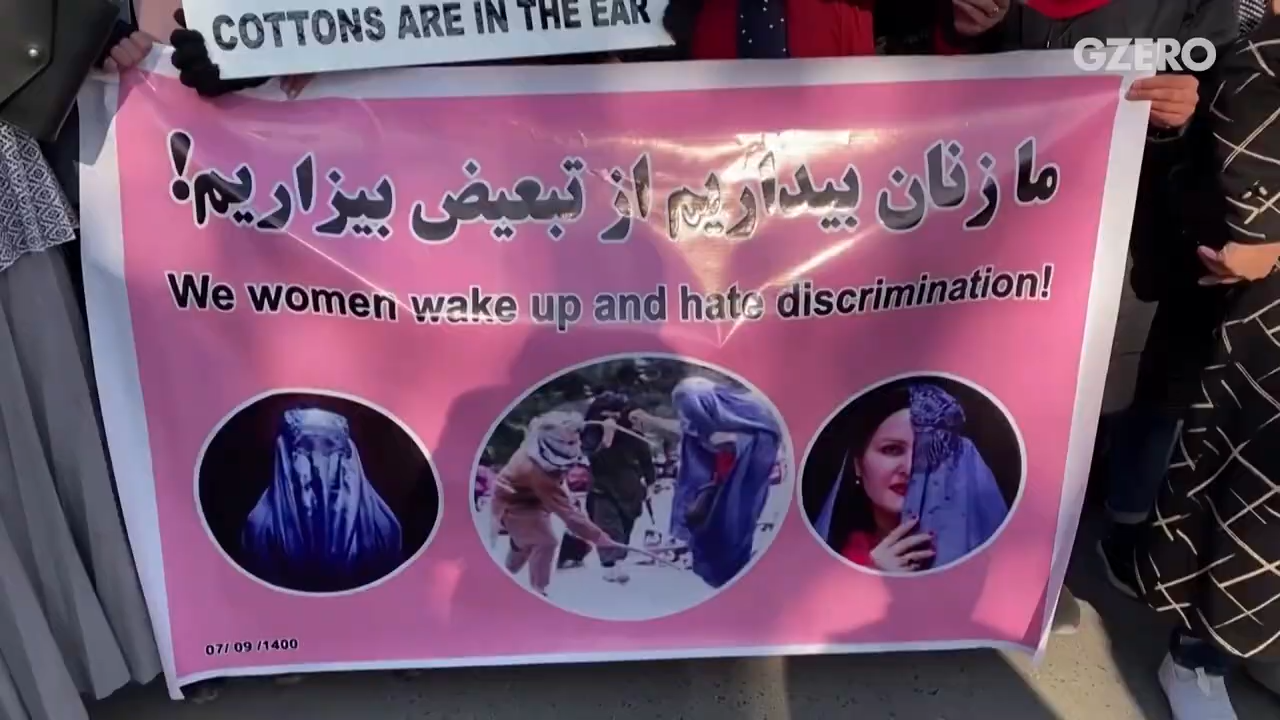 COTTONS ARE IN THE EAR
GZERO
ما زنان بیداریم از تبعیض بیزاریم!
We women wake up and hate discrimination!
07/ 09 /1400